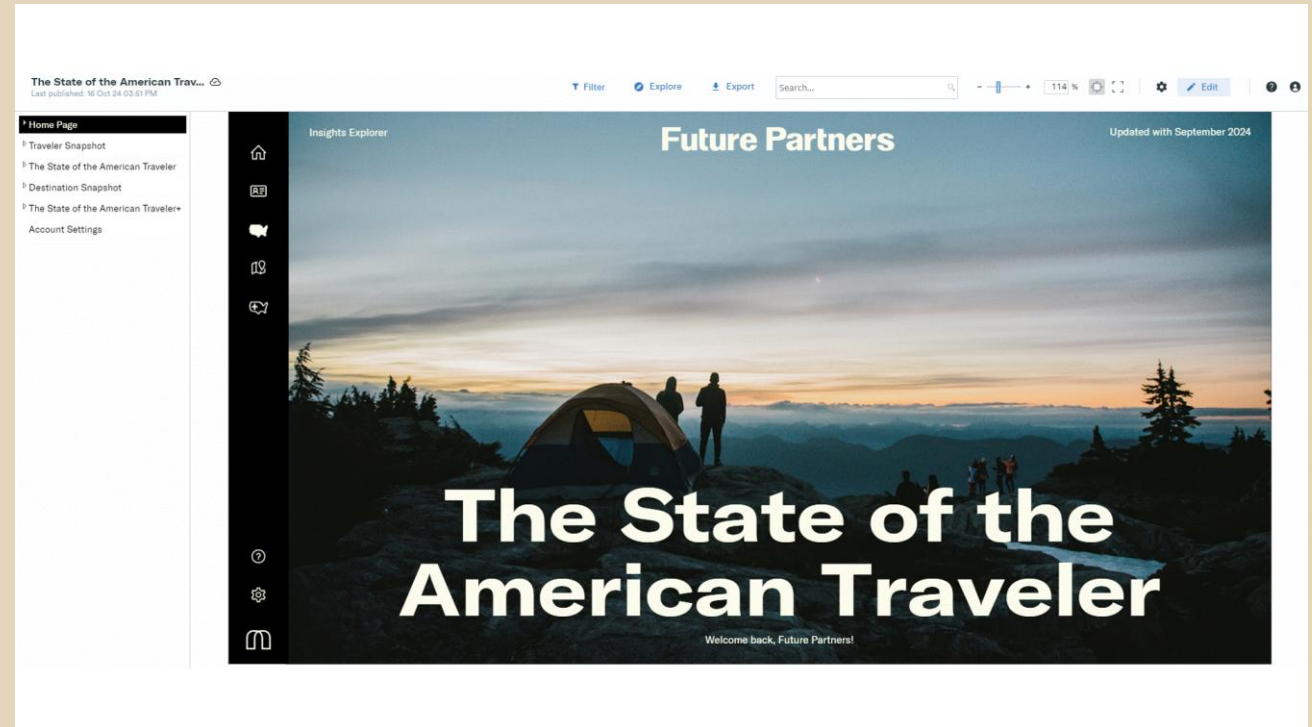 The State of the American Trav...
Last published: 16 Oct 24 03:51 PM
Filter
Explore
Export
Search...
- + 114 %
Edit
Home Page
Traveler Snapshot
The State of the American Traveler
Destination Snapshot
The State of the American Traveler+
Account Settings
Insights Explorer
Future Partners
Updated with September 2024
The State of the
American Traveler
Welcome back, Future Partners!